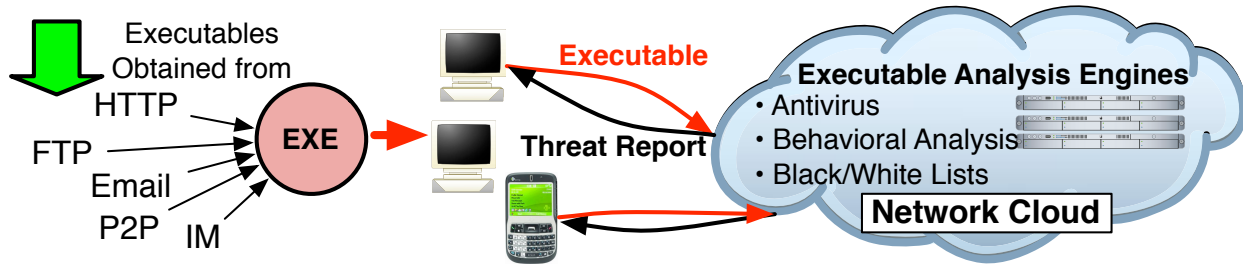 Executables
Obtained from
HTTP
FTP
Email
P2P
IM
EXE
Executable
Threat Report
Executable Analysis Engines
• Antivirus
• Behavioral Analysis
• Black/White Lists
Network Cloud